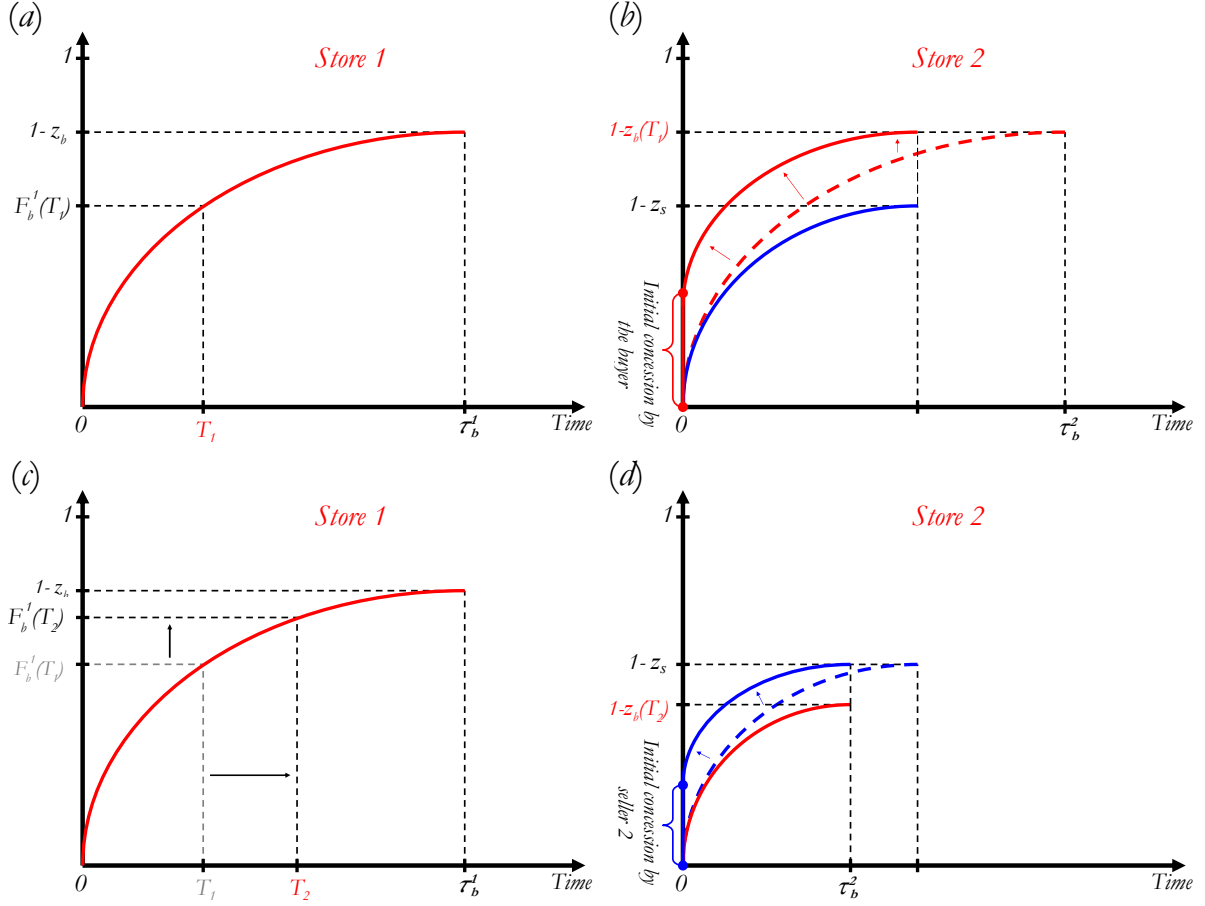 (a)
Store 1
1
1- z_b
F_b^1(T_1)
0
T_1
τ_b^1
Time
(b)
Store 2
1
1-z_b(T_1)
1- z_s
Initial concession by
the buyer
0
τ_b^2
Time
(c)
Store 1
1
1- z_b
F_b^1(T_2)
F_b^1(T_1)
0
T_1
T_2
τ_b^1
Time
(d)
Store 2
1
1-z_s
1-z_b(T_2)
Initial concession by
seller 2
0
τ_b^2
Time